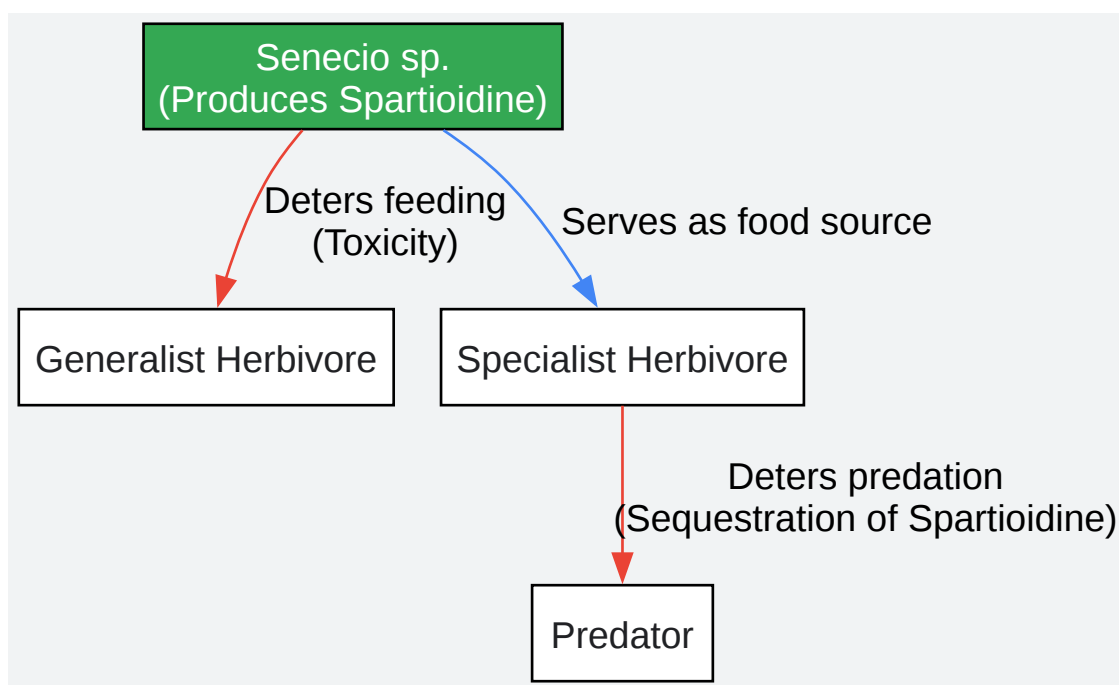 Senecio sp.
(Produces Spartioidine)
Deters feeding
(Toxicity)
Serves as food source
Generalist Herbivore
Specialist Herbivore
Deters predation
(Sequestration of Spartioidine)
Predator